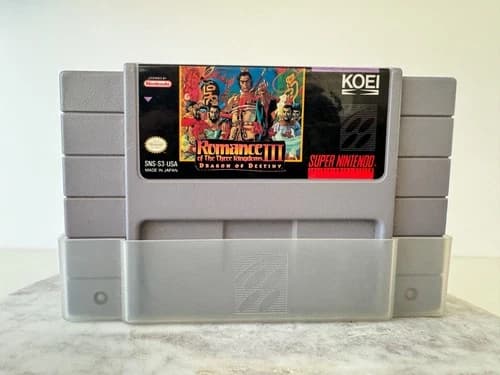 LICENSED BY
Nintendo
KOEI
Romance III
of The Three Kingdoms
DRAGON OF DESTINY
SNS-S3-USA
MADE IN JAPAN
SUPER NINTENDO